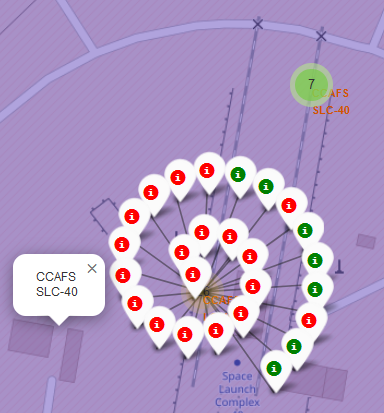 7
CCAFS
SLC-40
CCAFS
SLC-40
Space
Launch
Complex